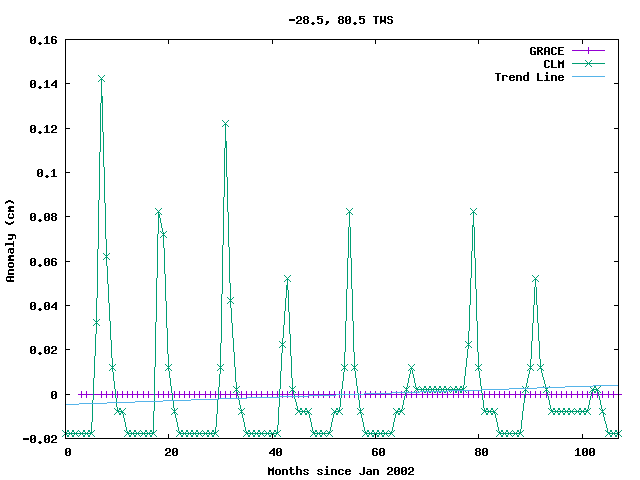 -28.5, 80.5 TWS
GRACE
CLM
Trend Line
0.16
0.14
0.12
0.1
0.08
0.06
0.04
0.02
0
-0.02
Anomaly (cm)
0 20 40 60 80 100
Months since Jan 2002